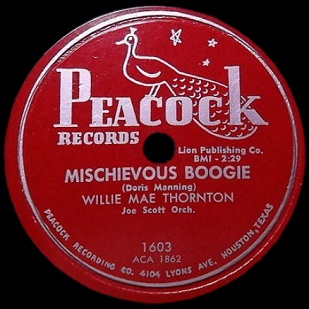 PEACOCK
RECORDS
Lion Publishing Co.
BMI - 2:29
MISCHIEVOUS BOOGIE
(Doris Manning)
WILLIE MAE THORNTON
Joe Scott Orch.
1603
ACA 1862
PEACOCK RECORDING CO. 4104 LYONS AVE. HOUSTON, TEXAS